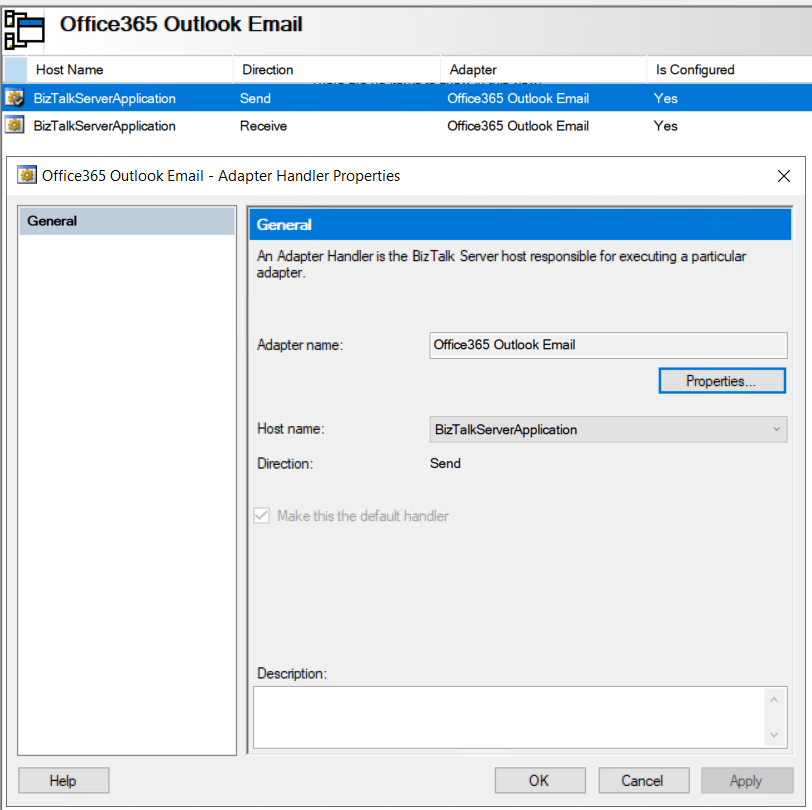 Office365 Outlook Email
Host Name Direction Adapter Is Configured
BizTalkServerApplication Send Office365 Outlook Email Yes
BizTalkServerApplication Receive Office365 Outlook Email Yes
Office365 Outlook Email - Adapter Handler Properties
General
General
An Adapter Handler is the BizTalk Server host responsible for executing a particular
adapter.
Adapter name: Office365 Outlook Email
Properties...
Host name: BizTalkServerApplication
Direction: Send
Make this the default handler
Description:
Help OK Cancel Apply